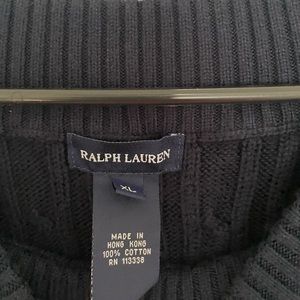 RALPH LAUREN
XL
MADE IN
HONG KONG
100% COTTON
RN 113338